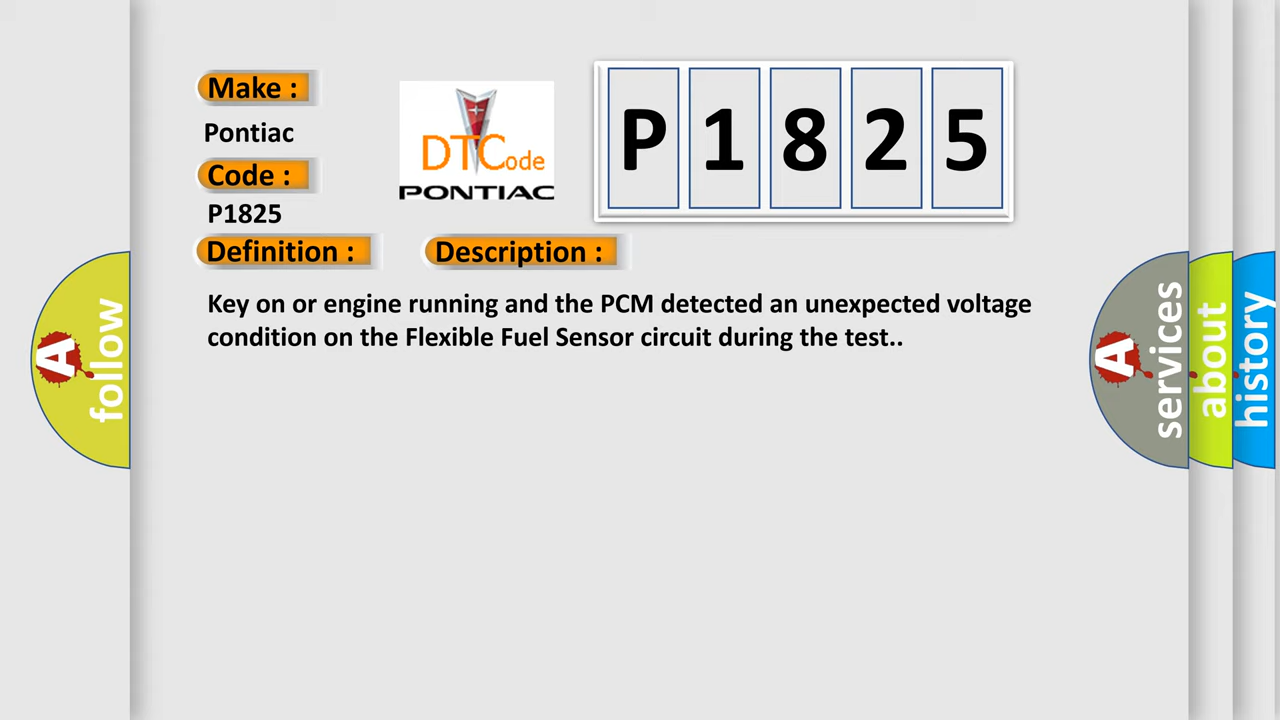 Make :
Pontiac
Code :
P1825
Definition :
Description :
Key on or engine running and the PCM detected an unexpected voltage
condition on the Flexible Fuel Sensor circuit during the test..
DTCode
PONTIAC
P 1 8 2 5
A follow
A services
about
history